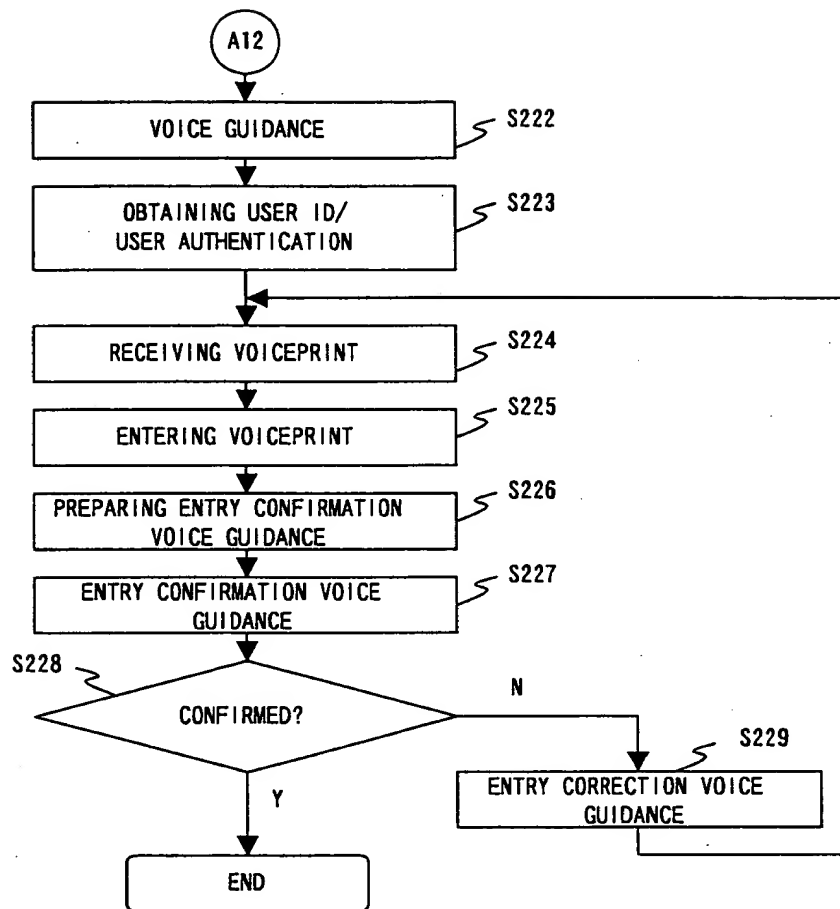 A12
VOICE GUIDANCE
S222
OBTAINING USER ID/
USER AUTHENTICATION
S223
RECEIVING VOICEPRINT
S224
ENTERING VOICEPRINT
S225
PREPARING ENTRY CONFIRMATION
VOICE GUIDANCE
S226
ENTRY CONFIRMATION VOICE
GUIDANCE
S227
S228
CONFIRMED?
N
Y
S229
ENTRY CORRECTION VOICE
GUIDANCE
END